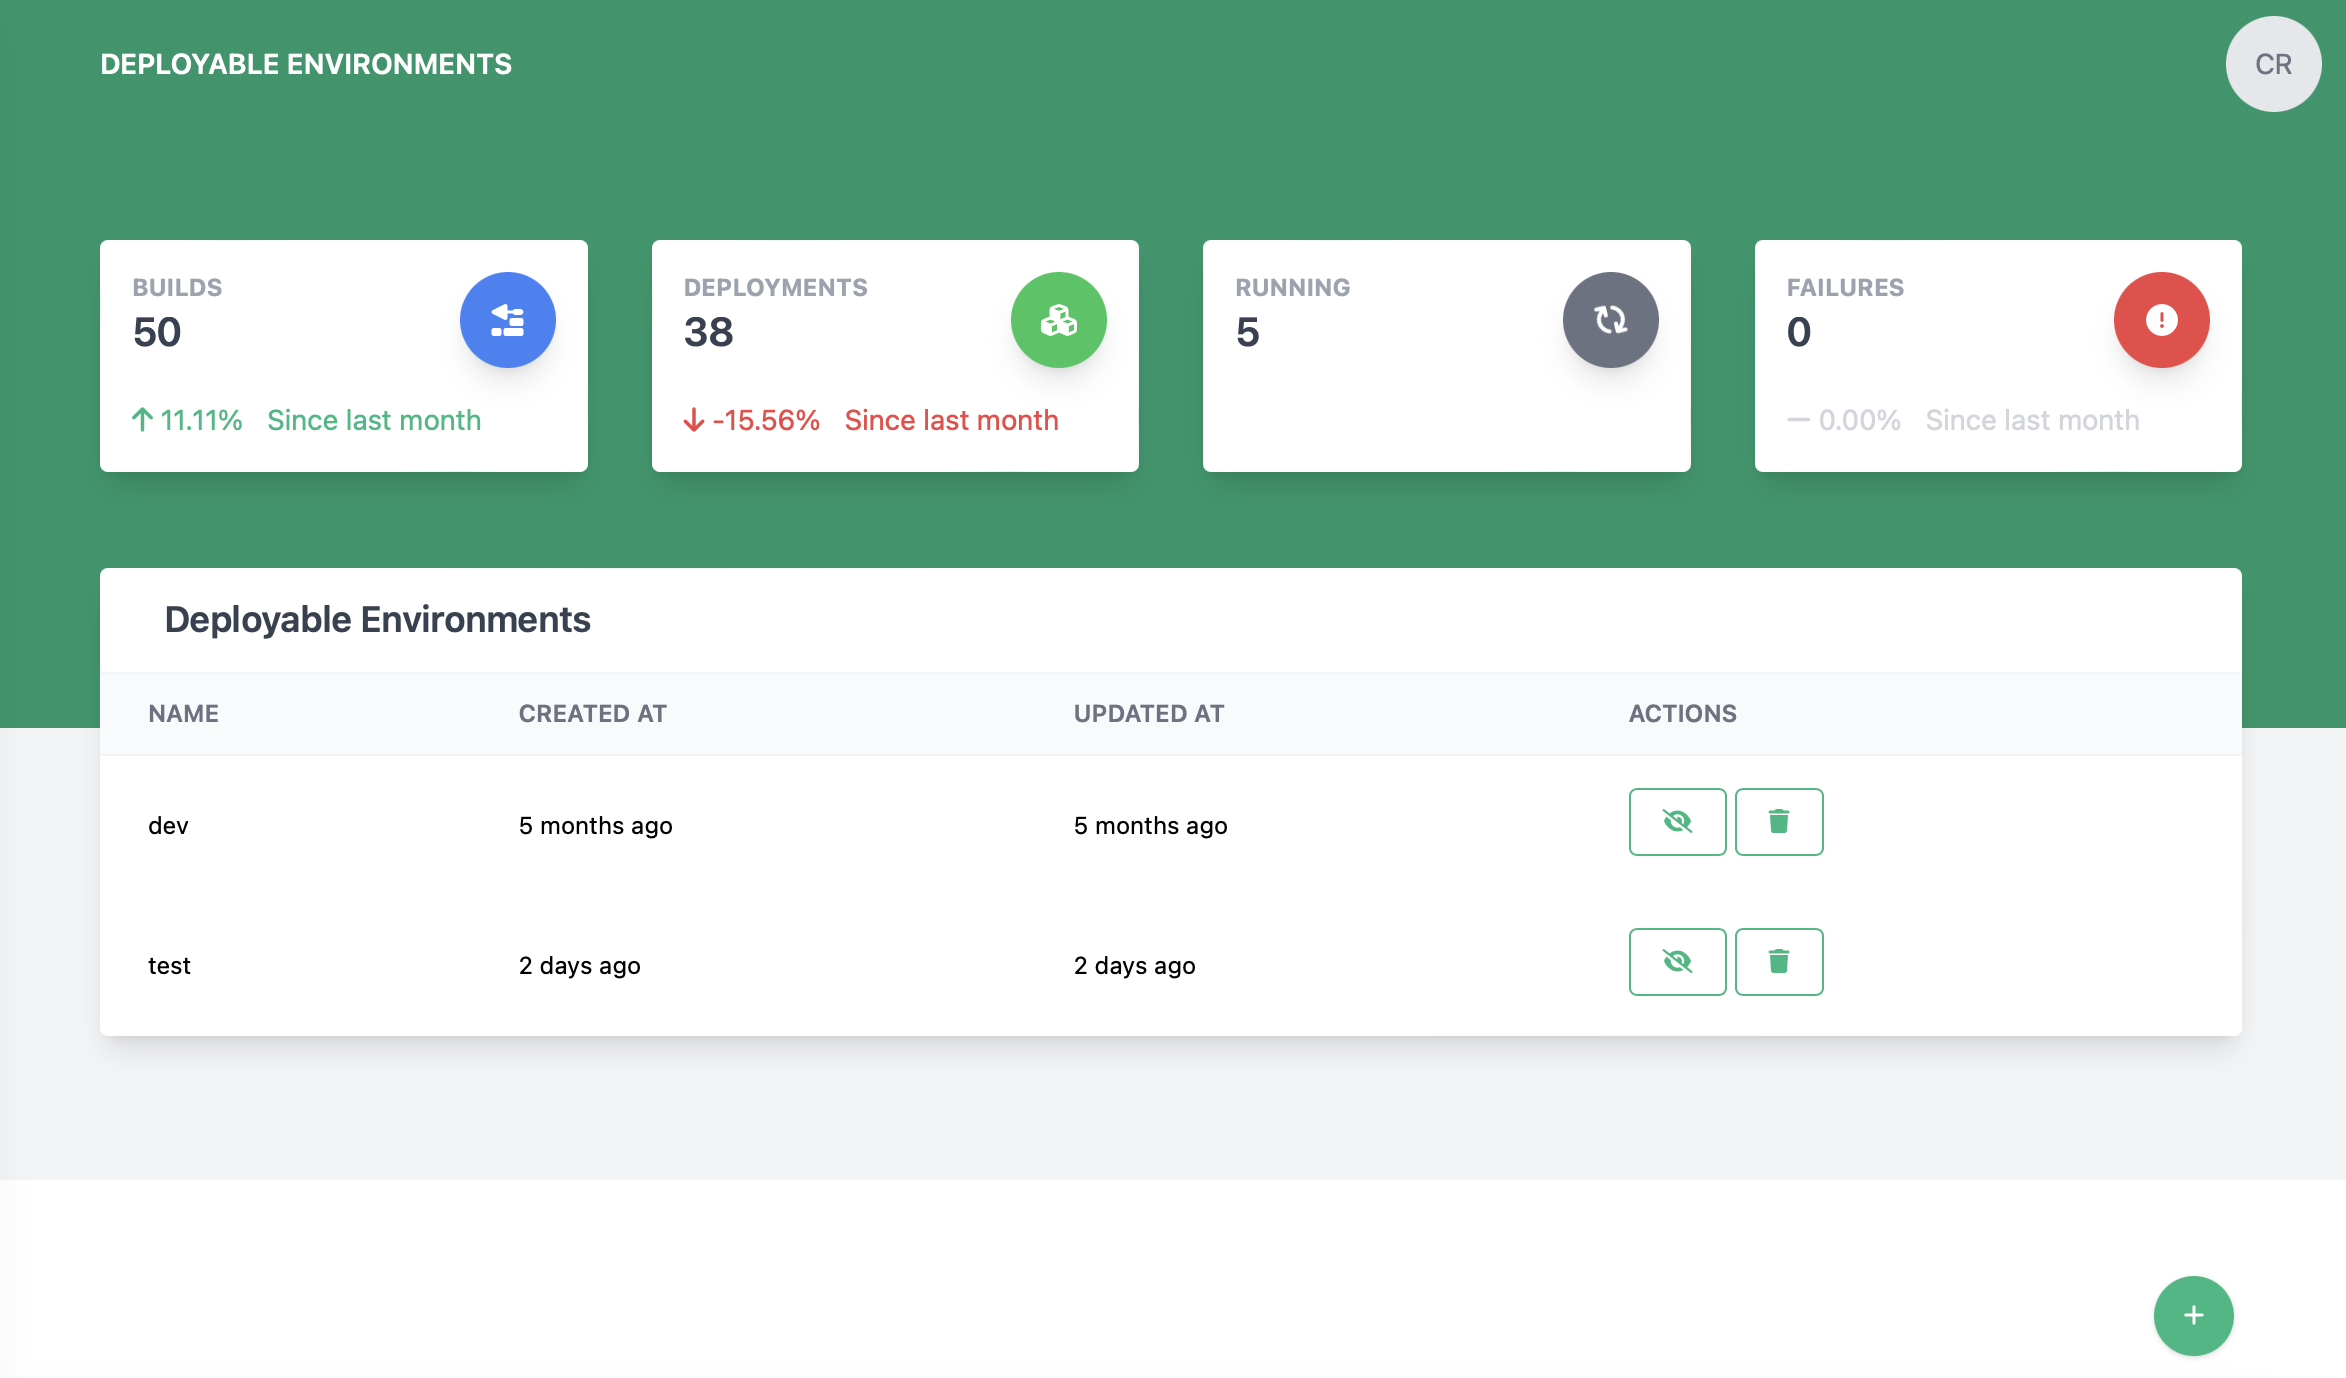 DEPLOYABLE ENVIRONMENTS
CR
BUILDS
50
11.11% Since last month
DEPLOYMENTS
38
-15.56% Since last month
RUNNING
5
FAILURES
0
0.00% Since last month
Deployable Environments
NAME CREATED AT UPDATED AT ACTIONS
dev 5 months ago 5 months ago
test 2 days ago 2 days ago